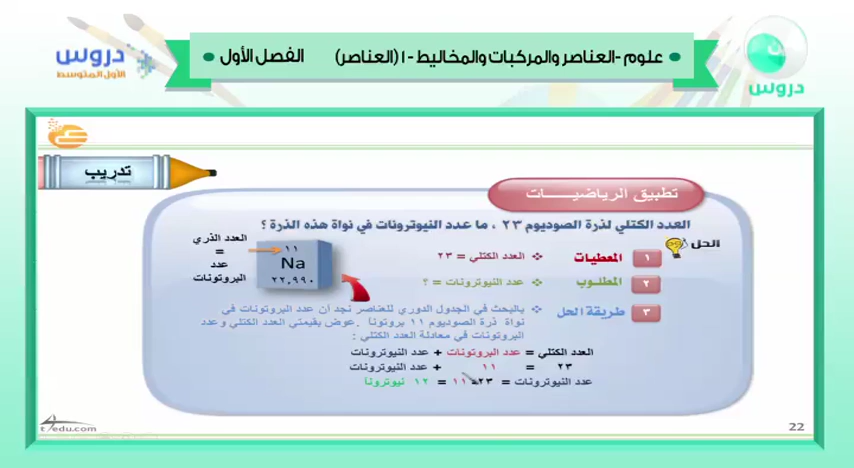 علوم -العناصر والمركبات والمخاليط - ١ (العناصر) الفصل الأول
دروس
الأول المتوسط
دروس
تدريب
تطبيق الرياضيات
العدد الكتلي لذرة الصوديوم ٢٣ ، ما عدد النيوترونات في نواة هذه الذرة ؟
الحل
١ المعطيات ❖ العدد الكتلي = ٢٣
٢ المطلوب ❖ عدد النيوترونات = ؟
٣ طريقة الحل ❖ بالبحث في الجدول الدوري للعناصر نجد أن عدد البروتونات في
نواة ذرة الصوديوم ١١ بروتوناً . عوض بقيمتي العدد الكتلي وعدد
البروتونات في معادلة العدد الكتلي :
العدد الكتلي = عدد البروتونات + عدد النيوترونات
٢٣ = ١١ + عدد النيوترونات
عدد النيوترونات = ٢٣ - ١١ = ١٢ نيوتروناً
العدد الذري
=
عدد
البروتونات
١١
Na
٢٢,٩٩٠
22
t4edu.com